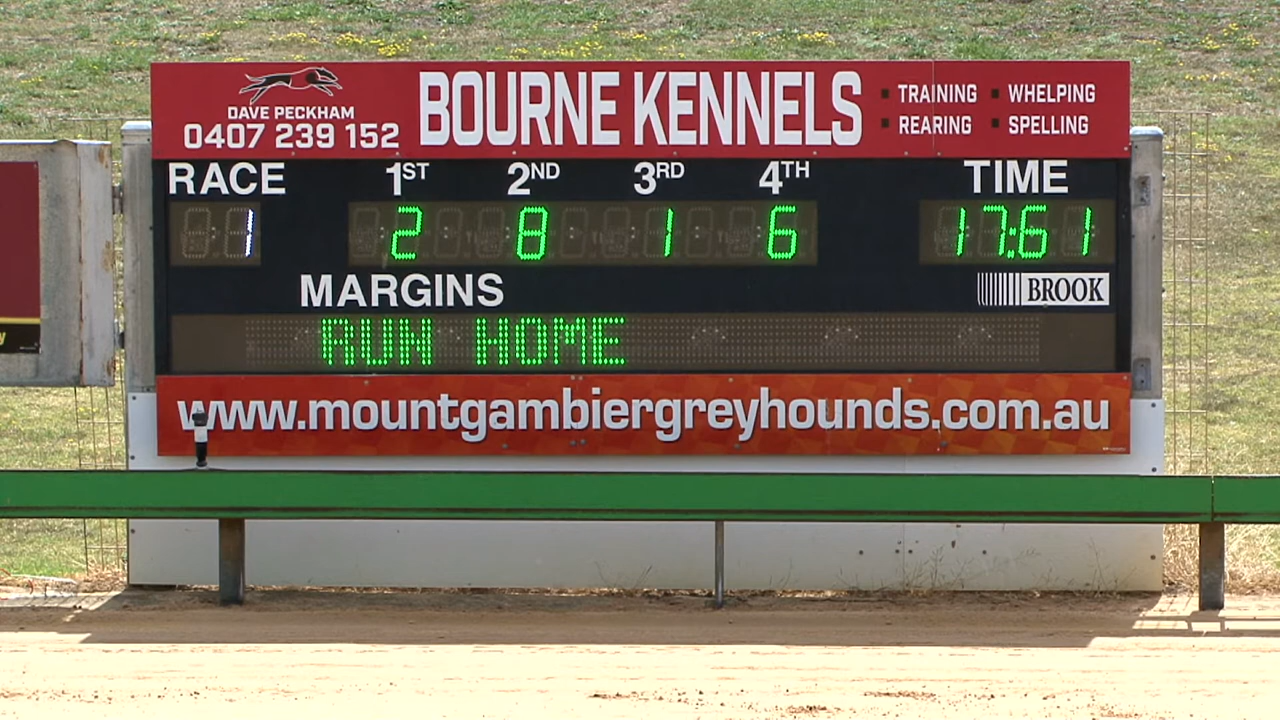 DAVE PECKHAM
0407 239 152
BOURNE KENNELS
TRAINING WHELPING
REARING SPELLING
RACE 1ST 2ND 3RD 4TH TIME
1 2 8 1 6 17:61
MARGINS
BROOK
RUN HOME
www.mountgambiergreyhounds.com.au